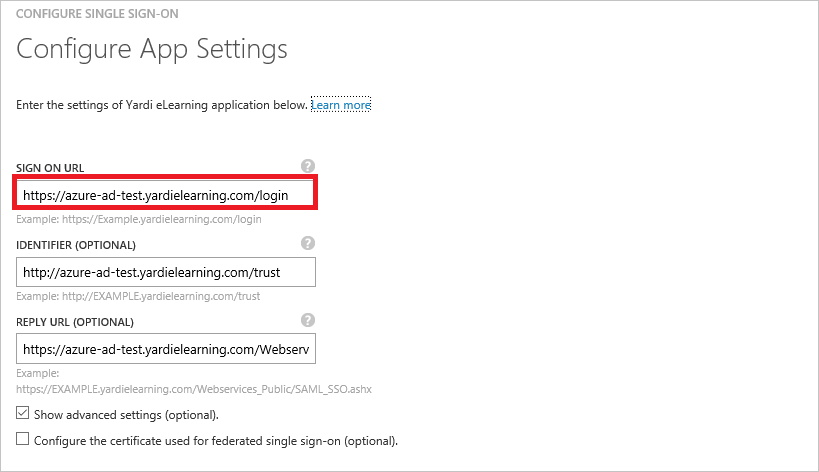 CONFIGURE SINGLE SIGN-ON
Configure App Settings
Enter the settings of Yardi eLearning application below. Learn more
SIGN ON URL ?
https://azure-ad-test.yardielearning.com/login
Example: https://Example.yardielearning.com/login
IDENTIFIER (OPTIONAL) ?
http://azure-ad-test.yardielearning.com/trust
Example: http://EXAMPLE.yardielearning.com/trust
REPLY URL (OPTIONAL) ?
https://azure-ad-test.yardielearning.com/Webserv
Example:
https://EXAMPLE.yardielearning.com/Webservices_Public/SAML_SSO.ashx
Show advanced settings (optional).
Configure the certificate used for federated single sign-on (optional).